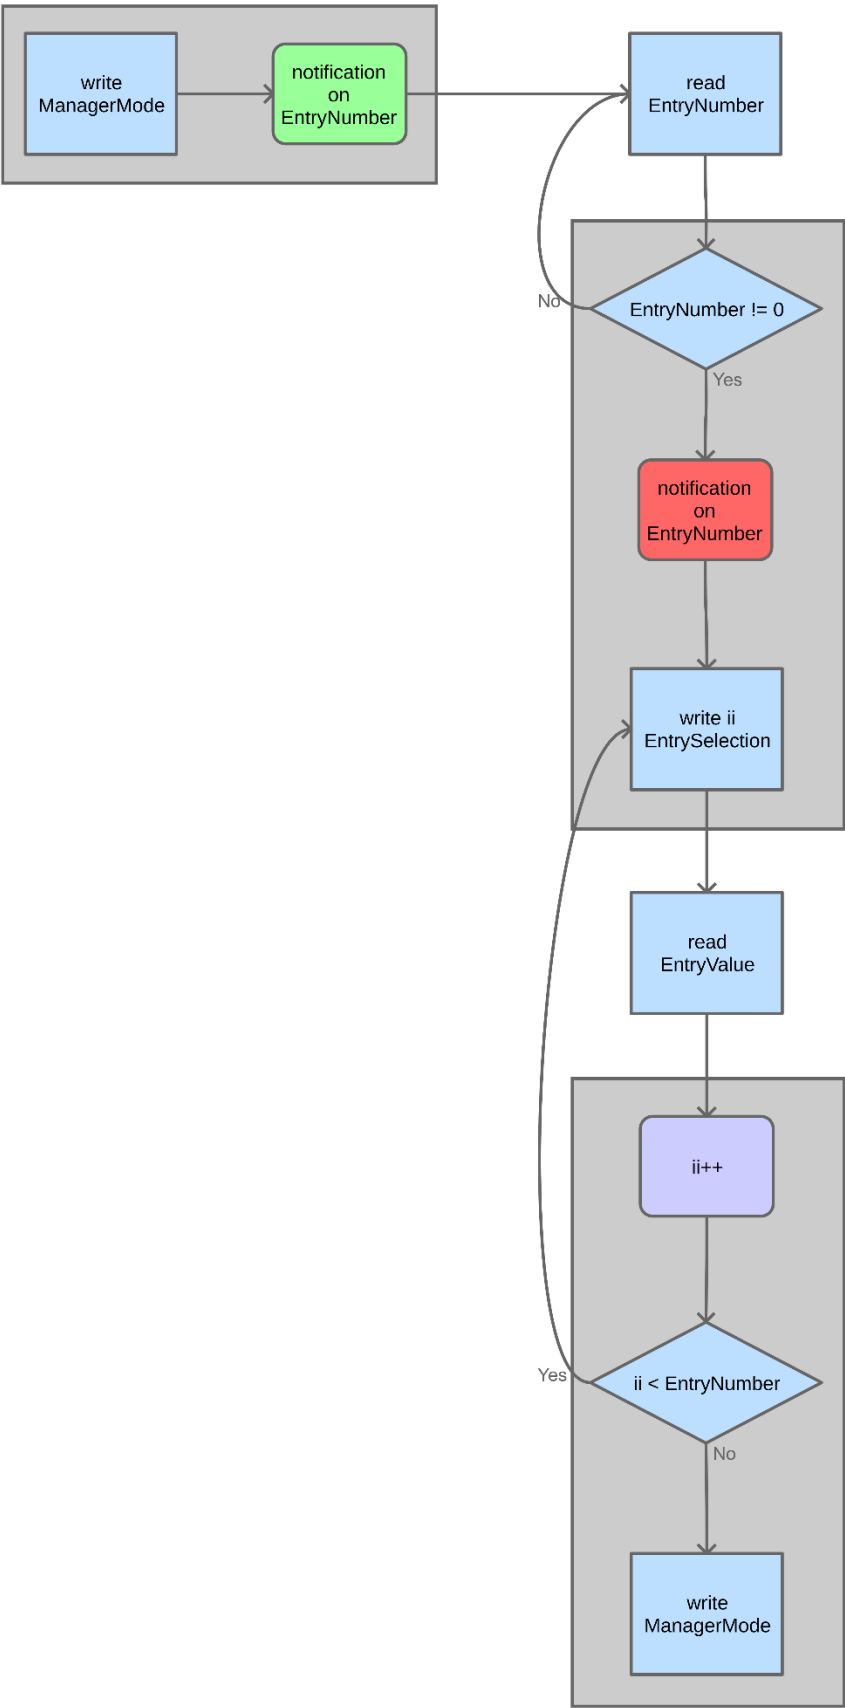 write
ManagerMode
notification
on
EntryNumber
read
EntryNumber
EntryNumber != 0
No
Yes
notification
on
EntryNumber
write ii
EntrySelection
read
EntryValue
ii++
ii < EntryNumber
Yes
No
write
ManagerMode